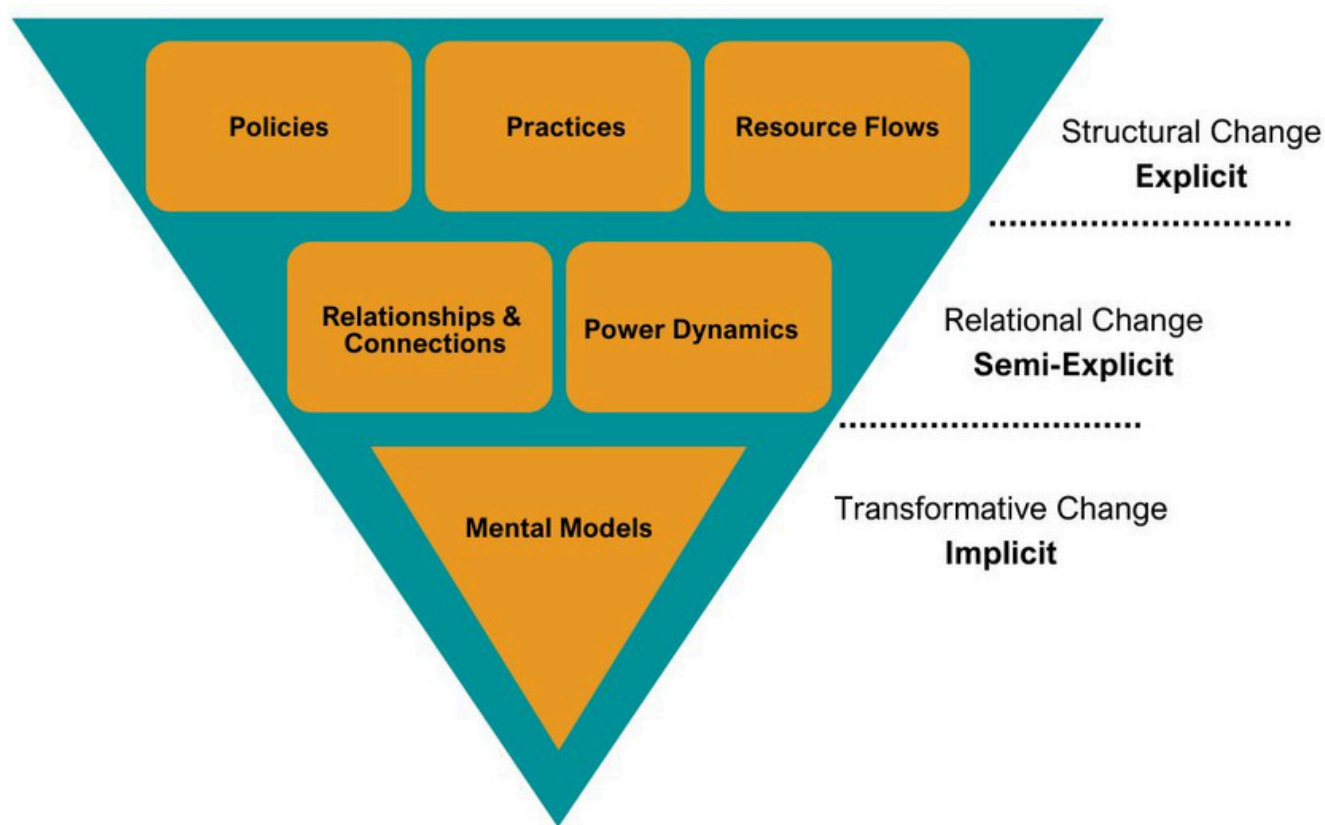 Policies
Practices
Resource Flows
Structural Change
Explicit
Relationships &
Connections
Power Dynamics
Relational Change
Semi-Explicit
Mental Models
Transformative Change
Implicit